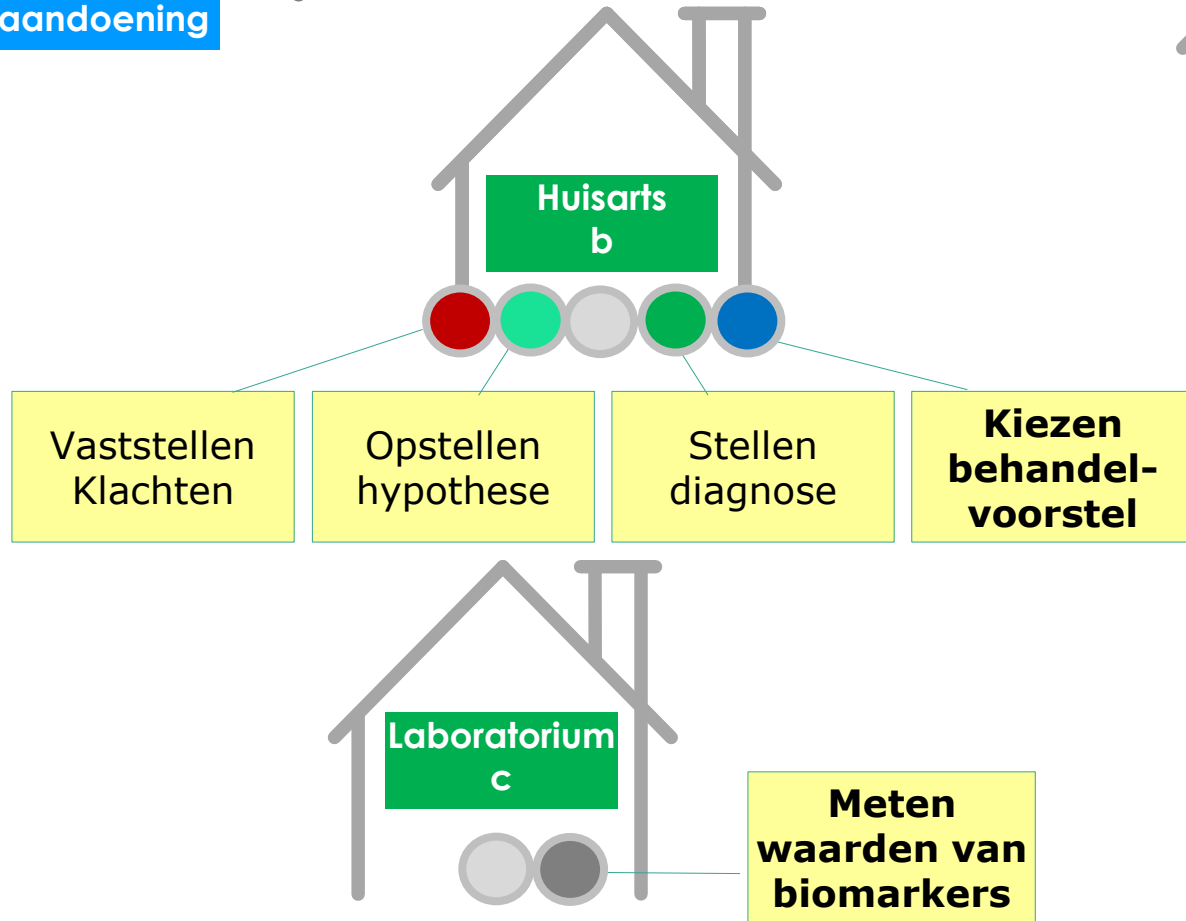 aandoening
Huisarts
b
Vaststellen
Klachten
Opstellen
hypothese
Stellen
diagnose
Kiezen
behandel-
voorstel
Laboratorium
c
Meten
waarden van
biomarkers